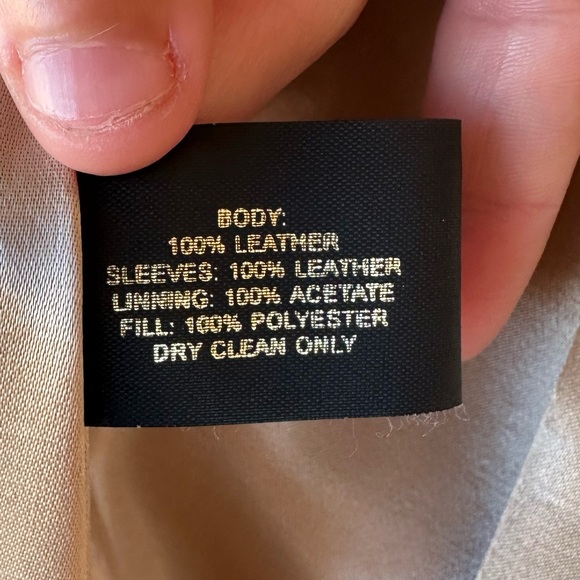 BODY:
100% LEATHER
SLEEVES: 100% LEATHER
LINNING: 100% ACETATE
FILL: 100% POLYESTER
DRY CLEAN ONLY